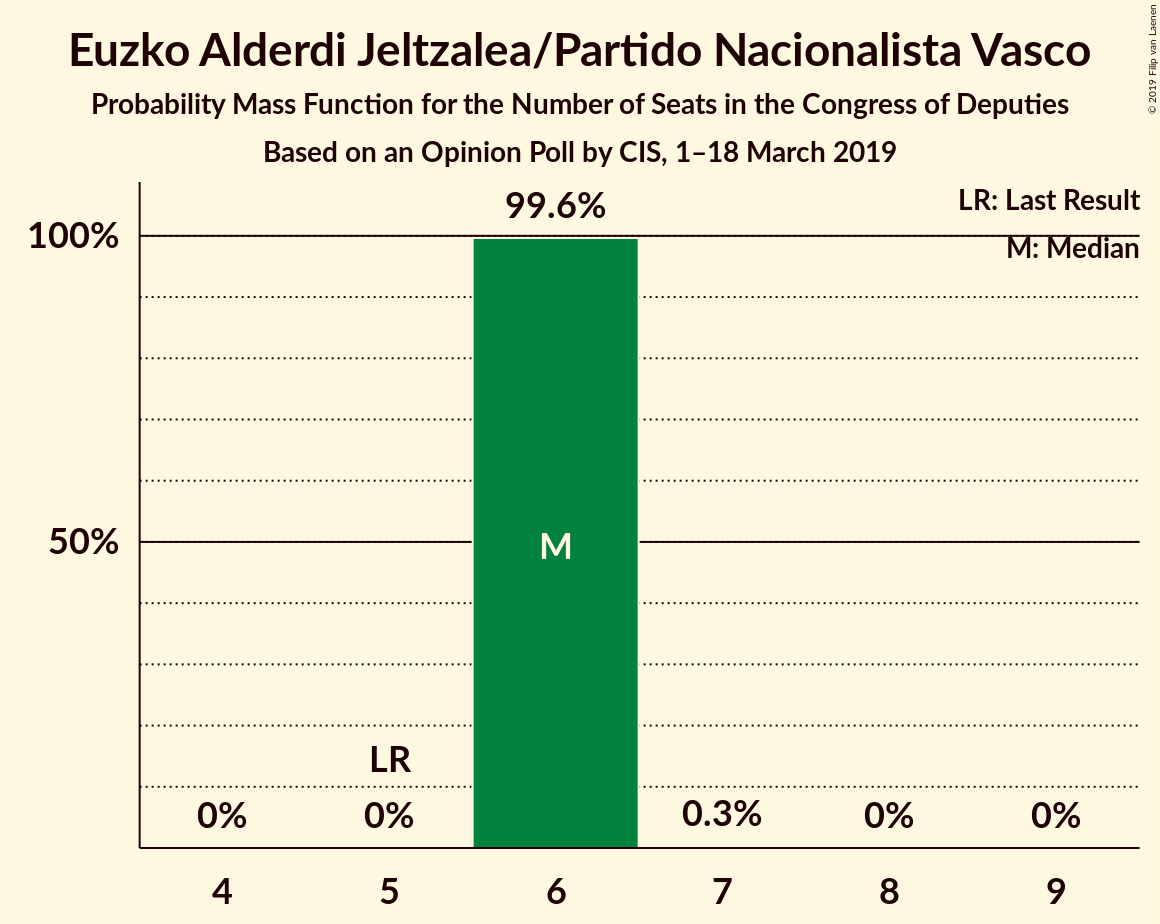 Euzko Alderdi Jeltzalea/Partido Nacionalista Vasco
Probability Mass Function for the Number of Seats in the Congress of Deputies
Based on an Opinion Poll by CIS, 1–18 March 2019
© 2019 Filip van Laenen
LR: Last Result
M: Median
99.6%
100%
50%
M
LR
0%
0%
0.3%
0%
0%
4
5
6
7
8
9